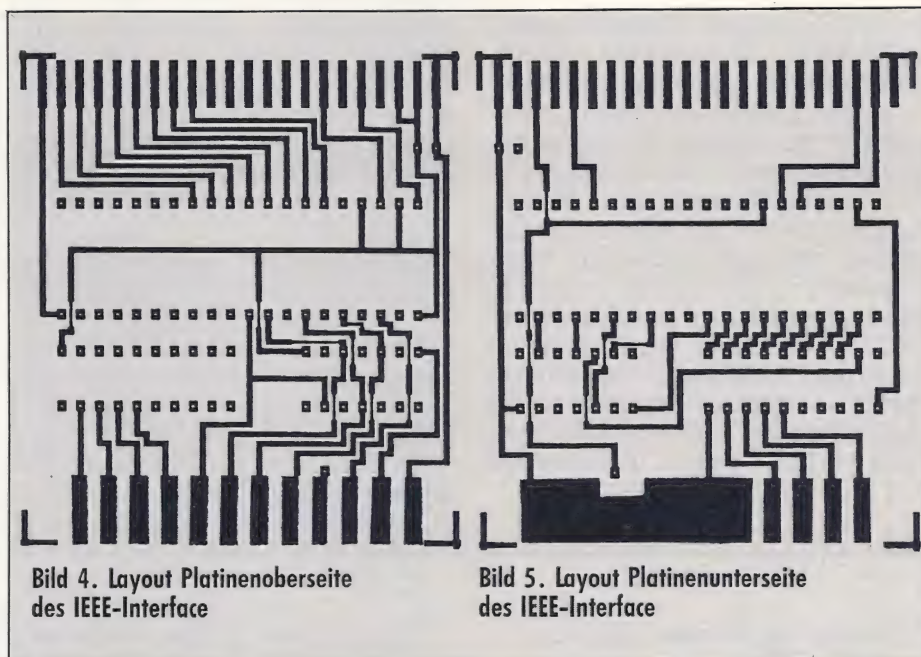 Bild 4. Layout Platinenoberseite
des IEEE-Interface
Bild 5. Layout Platinenunterseite
des IEEE-Interface